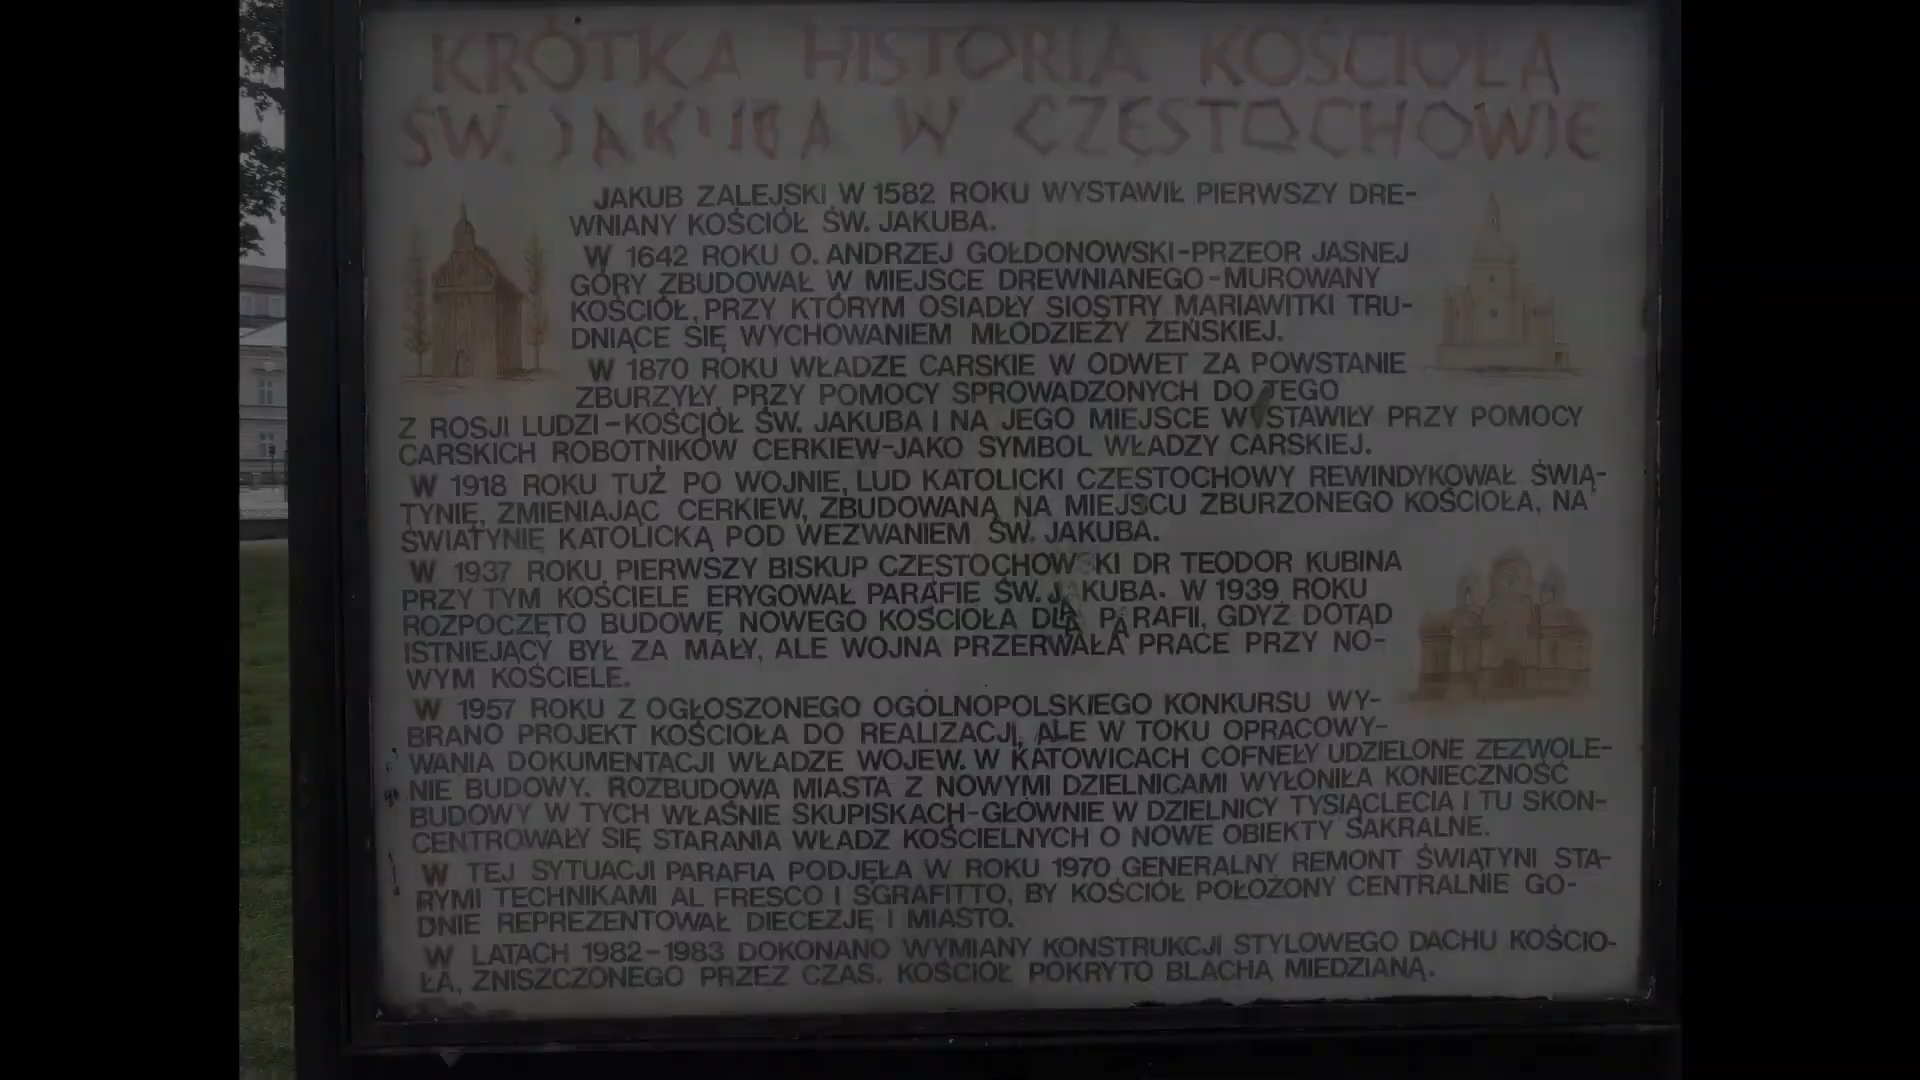 KRÓTKA HISTORIA KOŚCIOŁA
ŚW. JAKUBA W CZĘSTOCHOWIE
JAKUB ZALEJSKI W 1582 ROKU WYSTAWIŁ PIERWSZY DRE-
WNIANY KOŚCIÓŁ ŚW. JAKUBA.
W 1642 ROKU O. ANDRZEJ GOŁDONOWSKI-PRZEOR JASNEJ
GÓRY ZBUDOWAŁ W MIEJSCE DREWNIANEGO-MUROWANY
KOŚCIÓŁ, PRZY KTÓRYM OSIADŁY SIOSTRY MARIAWITKI TRU-
DNIĄCE SIĘ WYCHOWANIEM MŁODZIEŻY ŻEŃSKIEJ.
W 1870 ROKU WŁADZE CARSKIE W ODWET ZA POWSTANIE
ZBURZYŁY PRZY POMOCY SPROWADZONYCH DO TEGO
Z ROSJI LUDZI-KOŚCIÓŁ ŚW. JAKUBA I NA JEGO MIEJSCE WYSTAWIŁY PRZY POMOCY
CARSKICH ROBOTNIKÓW CERKIEW-JAKO SYMBOL WŁADZY CARSKIEJ.
W 1918 ROKU TUŻ PO WOJNIE, LUD KATOLICKI CZESTOCHOWY REWINDYKOWAŁ ŚWIĄ-
TYNIĘ, ZMIENIAJĄC CERKIEW, ZBUDOWANĄ NA MIEJSCU ZBURZONEGO KOŚCIOŁA, NA
ŚWIATYNIĘ KATOLICKĄ POD WEZWANIEM ŚW. JAKUBA.
W 1937 ROKU PIERWSZY BISKUP CZĘSTOCHOWSKI DR TEODOR KUBINA
PRZY TYM KOŚCIELE ERYGOWAŁ PARAFIE ŚW. JAKUBA. W 1939 ROKU
ROZPOCZĘTO BUDOWĘ NOWEGO KOŚCIOŁA DLA PARAFII, GDYŻ DOTĄD
ISTNIEJĄCY BYŁ ZA MAŁY, ALE WOJNA PRZERWAŁA PRACE PRZY NO-
WYM KOŚCIELE.
W 1957 ROKU Z OGŁOSZONEGO OGÓLNOPOLSKIEGO KONKURSU WY-
BRANO PROJEKT KOŚCIOŁA DO REALIZACJI, ALE W TOKU OPRACOWY-
WANIA DOKUMENTACJI WŁADZE WOJEW. W KATOWICACH COFNEŁY UDZIELONE ZEZWOLE-
NIE BUDOWY. ROZBUDOWA MIASTA Z NOWYMI DZIELNICAMI WYŁONIŁA KONIECZNOŚĆ
BUDOWY W TYCH WŁAŚNIE SKUPISKACH-GŁÓWNIE W DZIELNICY TYSIĄCLECIA I TU SKON-
CENTROWAŁY SIĘ STARANIA WŁADZ KOŚCIELNYCH O NOWE OBIEKTY SAKRALNE.
W TEJ SYTUACJI PARAFIA PODJĘŁA W ROKU 1970 GENERALNY REMONT ŚWIĄTYNI STA-
RYMI TECHNIKAMI AL FRESCO I SGRAFITTO, BY KOŚCIÓŁ POŁOŻONY CENTRALNIE GO-
DNIE REPREZENTOWAŁ DIECEZJĘ I MIASTO.
W LATACH 1982-1983 DOKONANO WYMIANY KONSTRUKCJI STYLOWEGO DACHU KOŚCIO-
ŁA, ZNISZCZONEGO PRZEZ CZAS. KOŚCIÓŁ POKRYTO BLACHĄ MIEDZIANĄ.